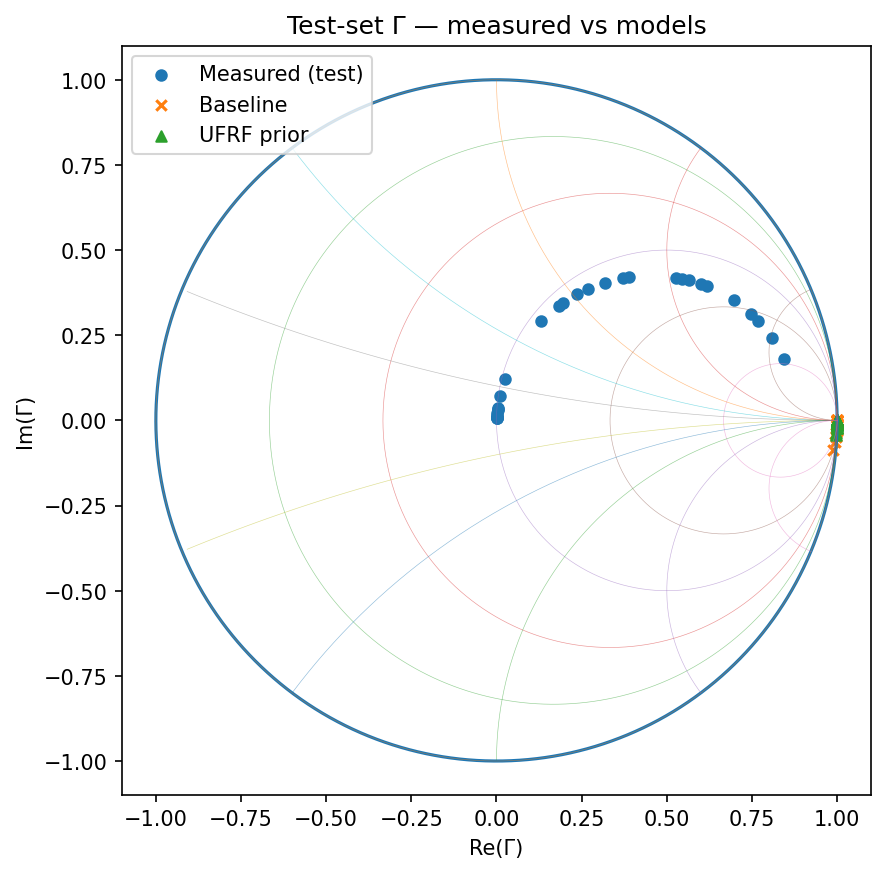 Test-set Γ — measured vs models
Measured (test)
Baseline
UFRF prior
1.00
0.75
0.50
0.25
0.00
−0.25
−0.50
−0.75
−1.00
Im(Γ)
−1.00 −0.75 −0.50 −0.25 0.00 0.25 0.50 0.75 1.00
Re(Γ)